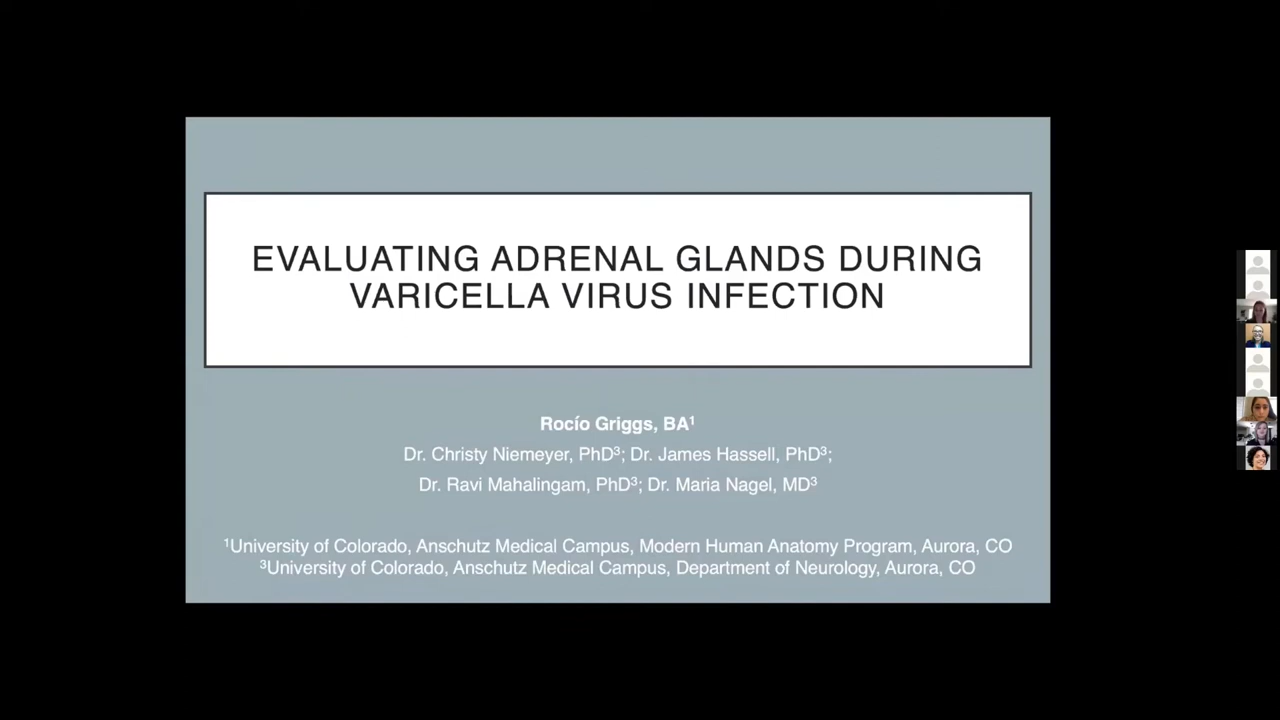 EVALUATING ADRENAL GLANDS DURING
VARICELLA VIRUS INFECTION
Rocío Griggs, BA¹
Dr. Christy Niemeyer, PhD³; Dr. James Hassell, PhD³;
Dr. Ravi Mahalingam, PhD³; Dr. Maria Nagel, MD³
¹University of Colorado, Anschutz Medical Campus, Modern Human Anatomy Program, Aurora, CO
³University of Colorado, Anschutz Medical Campus, Department of Neurology, Aurora, CO